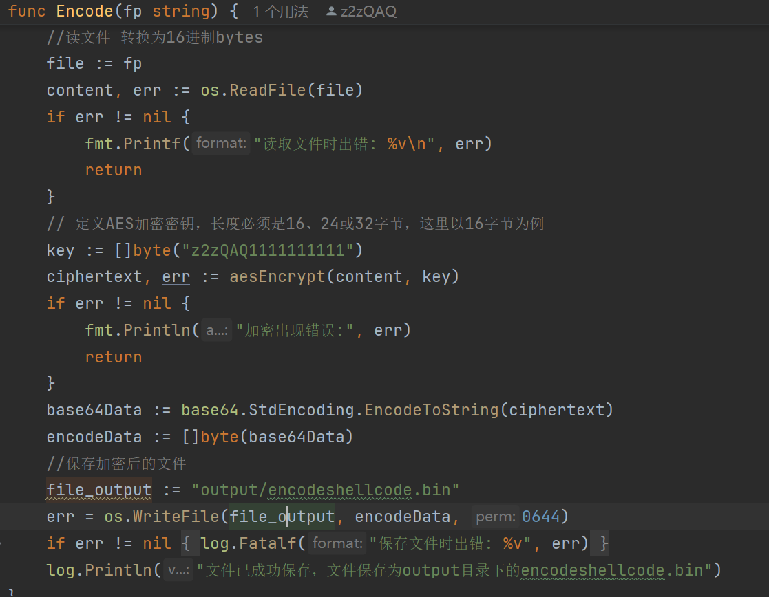 func Encode(fp string) { 1个用法 z2zQAQ
//读文件 转换为16进制bytes
file := fp
content, err := os.ReadFile(file)
if err != nil {
fmt.Printf( format: "读取文件时出错: %v\n", err)
return
}
// 定义AES加密密钥，长度必须是16、24或32字节，这里以16字节为例
key := []byte("z2zQAQ1111111111")
ciphertext, err := aesEncrypt(content, key)
if err != nil {
fmt.Println( a…: "加密出现错误:", err)
return
}
base64Data := base64.StdEncoding.EncodeToString(ciphertext)
encodeData := []byte(base64Data)
//保存加密后的文件
file_output := "output/encodeshellcode.bin"
err = os.WriteFile(file_output, encodeData, perm: 0644)
if err != nil { log.Fatalf( format: "保存文件时出错: %v", err) }
log.Println( v…: "文件已成功保存，文件保存为output目录下的encodeshellcode.bin")
}